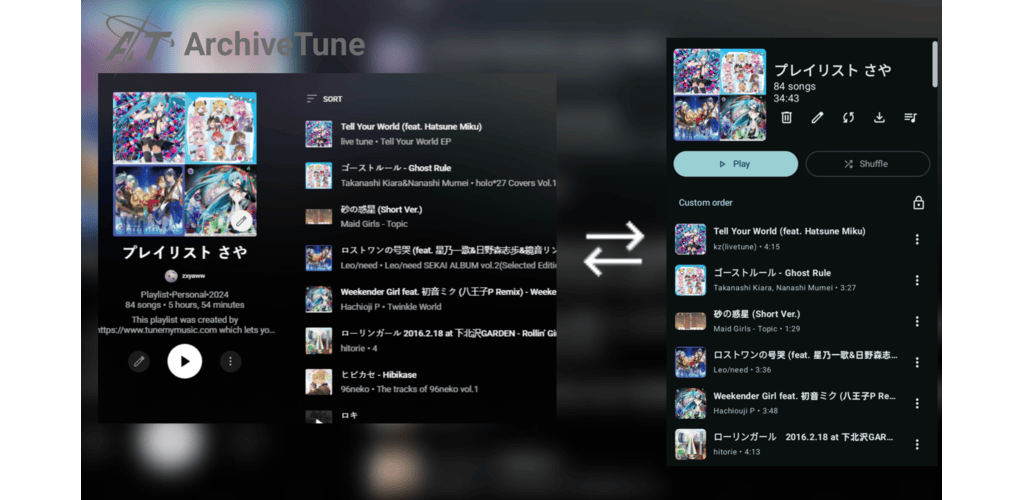 AT ArchiveTune
SORT
Tell Your World (feat. Hatsune Miku)
live tune • Tell Your World EP
ゴーストルール - Ghost Rule
Takanashi Kiara&Nanashi Mumei • holo*27 Covers Vol.1
砂の惑星 (Short Ver.)
Maid Girls - Topic
ロストワンの号哭 (feat. 星乃一歌&日野森志歩&鏡音リン
Leo/need • Leo/need SEKAI ALBUM vol.2(Selected Editio
Weekender Girl feat. 初音ミク (八王子P Remix) - Weeke
Hachioji P • Twinkle World
ローリンガール 2016.2.18 at 下北沢GARDEN - Rollin' Gi
hitorie • 4
ヒビカセ - Hibikase
96neko • The tracks of 96neko vol.1
ロキ
プレイリスト さや
zxyaww
Playlist•Personal•2024
84 songs • 5 hours, 54 minutes
This playlist was created by
https://www.tunemymusic.com which lets yo...
プレイリスト さや
84 songs
34:43
Play
Shuffle
Custom order
Tell Your World (feat. Hatsune Miku)
kz(livetune) • 4:15
ゴーストルール - Ghost Rule
Takanashi Kiara, Nanashi Mumei • 3:27
砂の惑星 (Short Ver.)
Maid Girls - Topic • 1:29
ロストワンの号哭 (feat. 星乃一歌&日野森志...
Leo/need • 3:36
Weekender Girl feat. 初音ミク (八王子P Re...
Hachiouji P • 3:48
ローリンガール　2016.2.18 at 下北沢GAR...
hitorie • 4:13